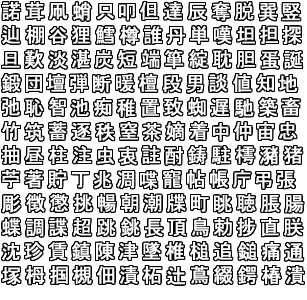 諾茸凧蛸只叩但達辰奪脱巽竪
辿棚谷狸鱈樽誰丹単嘆坦担探
旦歎淡湛炭短端箪綻耽胆蛋誕
鍛団壇弾断暖檀段男談値知地
弛恥智池痴稚置致蜘遅馳築畜
竹筑蓄逐秩窒茶嫡着中仲宙忠
抽昼柱注虫衷註酎鋳駐樗瀦猪
苧著貯丁兆凋喋寵帖帳庁弔張
彫徴懲挑暢朝潮牒町眺聴脹腸
蝶調諜超跳銚長頂鳥勅捗直朕
沈珍賃鎮陳津墜椎槌追鎚痛通
塚栂掴槻佃漬柘辻蔦綴鍔椿潰